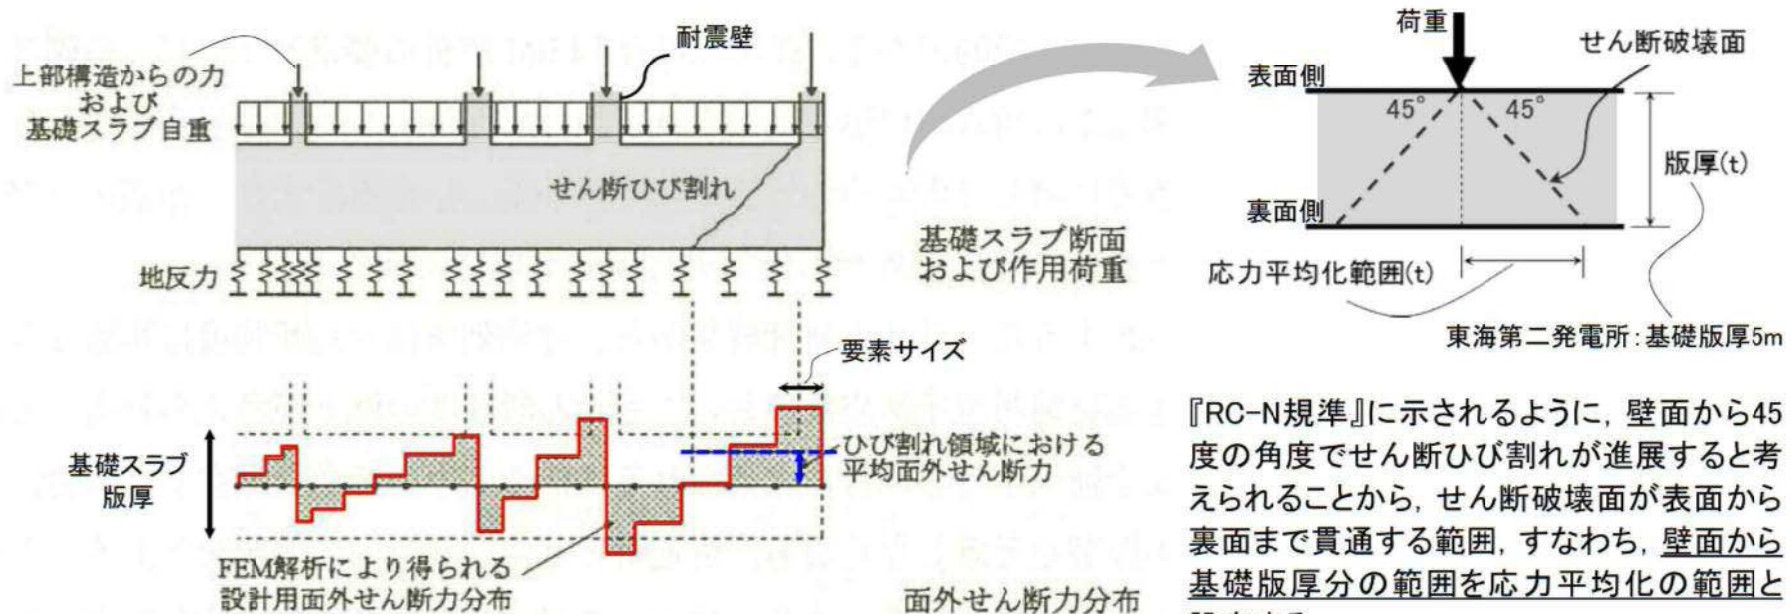 上部構造からの力
および
基礎スラブ自重
耐震壁
せん断ひび割れ
地反力
基礎スラブ断面
および作用荷重
要素サイズ
基礎スラブ
版厚
ひび割れ領域における
平均面外せん断力
FEM解析により得られる
設計用面外せん断力分布
面外せん断力分布
荷重
せん断破壊面
表面側
45°
45°
版厚(t)
裏面側
応力平均化範囲(t)
東海第二発電所:基礎版厚5m
『RC-N規準』に示されるように, 壁面から45
度の角度でせん断ひび割れが進展すると考
えられることから, せん断破壊面が表面から
裏面まで貫通する範囲, すなわち, 壁面から
基礎版厚分の範囲を応力平均化の範囲と